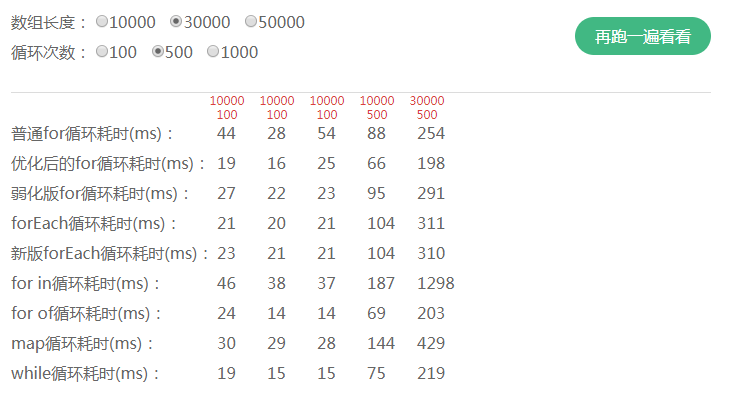 数组长度： 10000 30000 50000
循环次数： 100 500 1000
再跑一遍看看
10000 10000 10000 10000 30000
100 100 100 500 500
普通for循环耗时(ms)： 44 28 54 88 254
优化后的for循环耗时(ms)： 19 16 25 66 198
弱化版for循环耗时(ms)： 27 22 23 95 291
forEach循环耗时(ms)： 21 20 21 104 311
新版forEach循环耗时(ms)： 23 21 21 104 310
for in循环耗时(ms)： 46 38 37 187 1298
for of循环耗时(ms)： 24 14 14 69 203
map循环耗时(ms)： 30 29 28 144 429
while循环耗时(ms)： 19 15 15 75 219